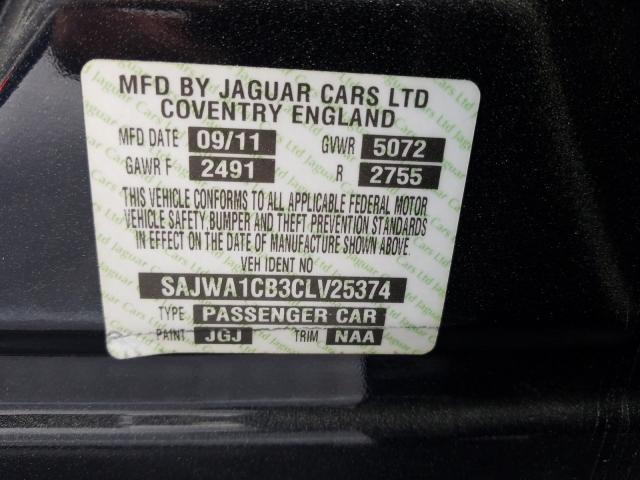 MFD BY JAGUAR CARS LTD
COVENTRY ENGLAND
MFD DATE 09/11 GVWR 5072
GAWR F 2491 R 2755
THIS VEHICLE CONFORMS TO ALL APPLICABLE FEDERAL MOTOR
VEHICLE SAFETY BUMPER AND THEFT PREVENTION STANDARDS
IN EFFECT ON THE DATE OF MANUFACTURE SHOWN ABOVE.
VEH IDENT NO
SAJWA1CB3CLV25374
TYPE PASSENGER CAR
PAINT JGJ TRIM NAA